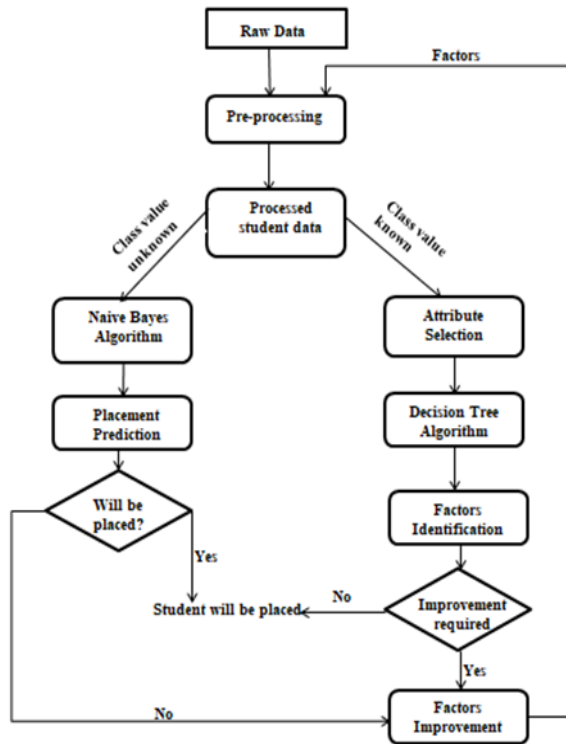 Raw Data
Factors
Pre-processing
Processed
student data
Class value
unknown
Class value
known
Naive Bayes
Algorithm
Attribute
Selection
Placement
Prediction
Decision Tree
Algorithm
Will be
placed?
Factors
Identification
Yes
Student will be placed
No
Improvement
required
Yes
No
Factors
Improvement